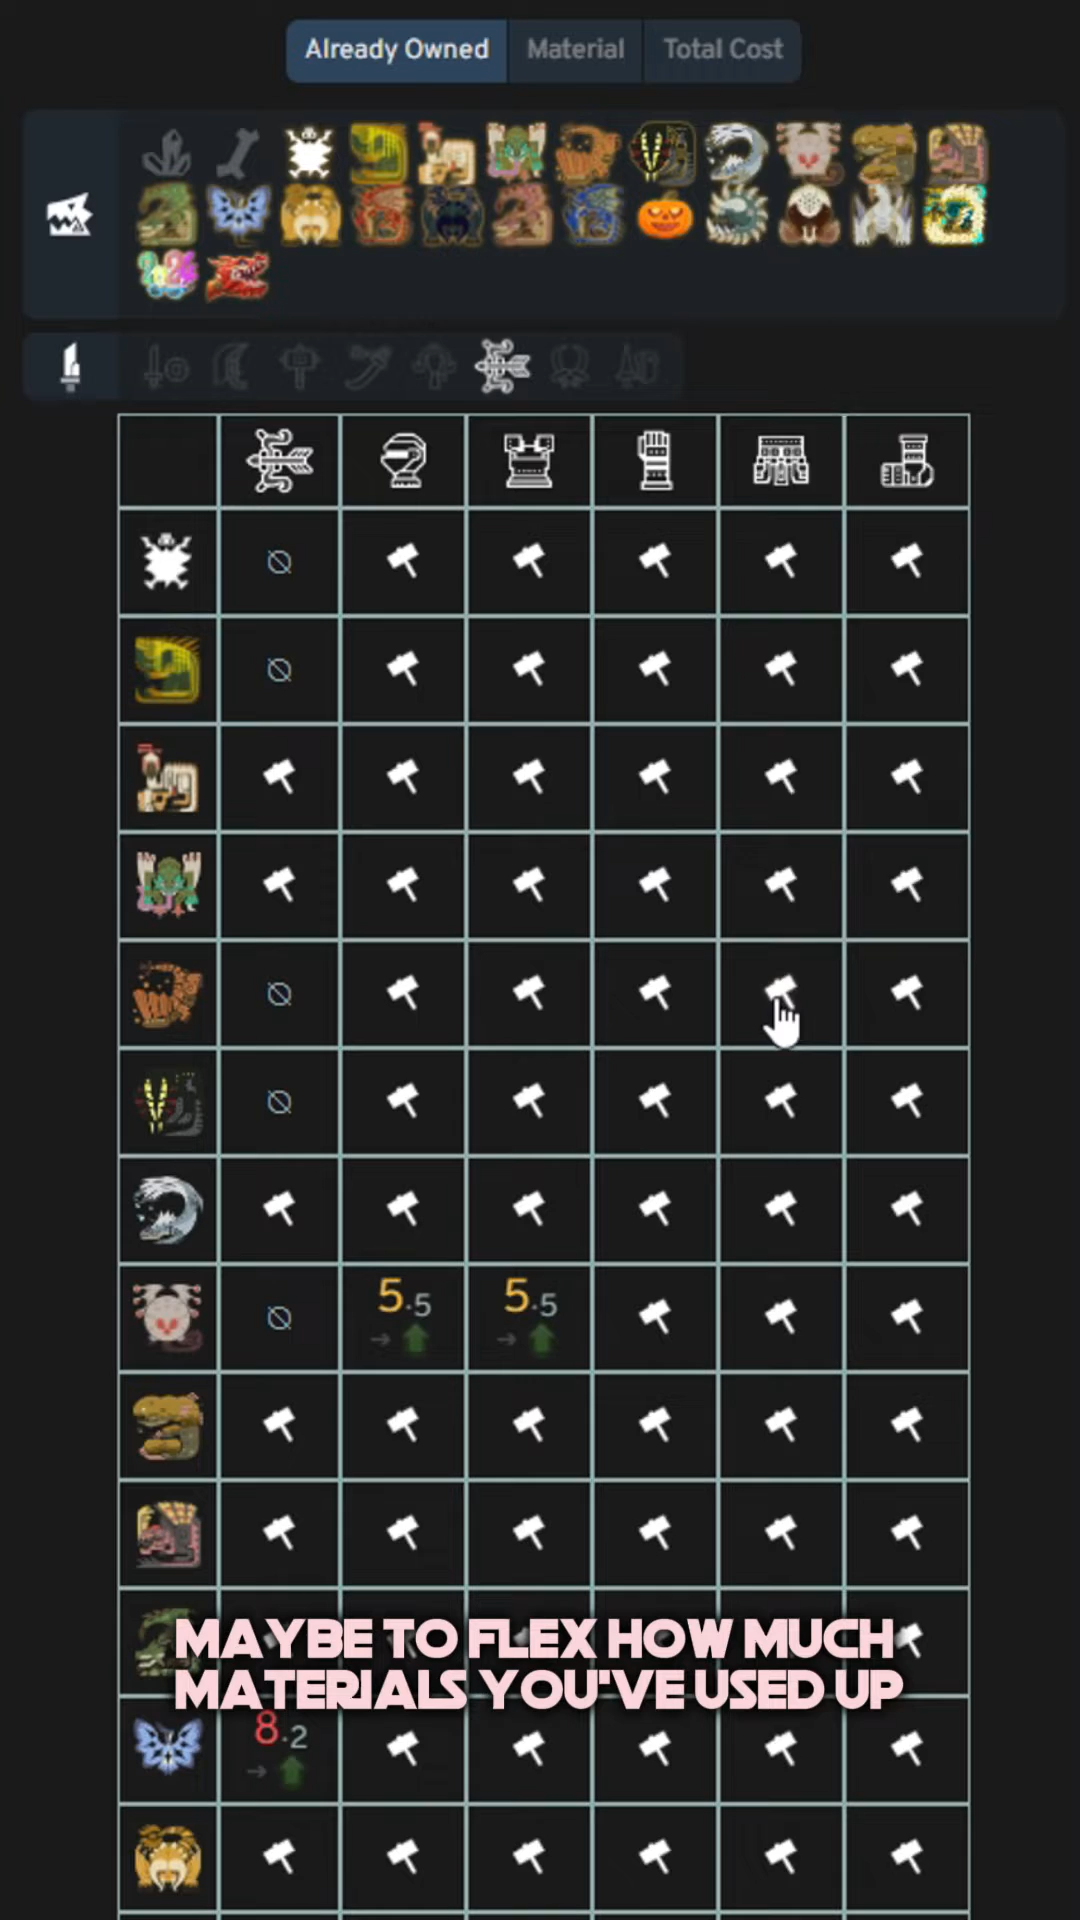 Already Owned
Material
Total Cost
5.5
5.5
MAYBE TO FLEX HOW MUCH
MATERIALS YOU'VE USED UP
8.2